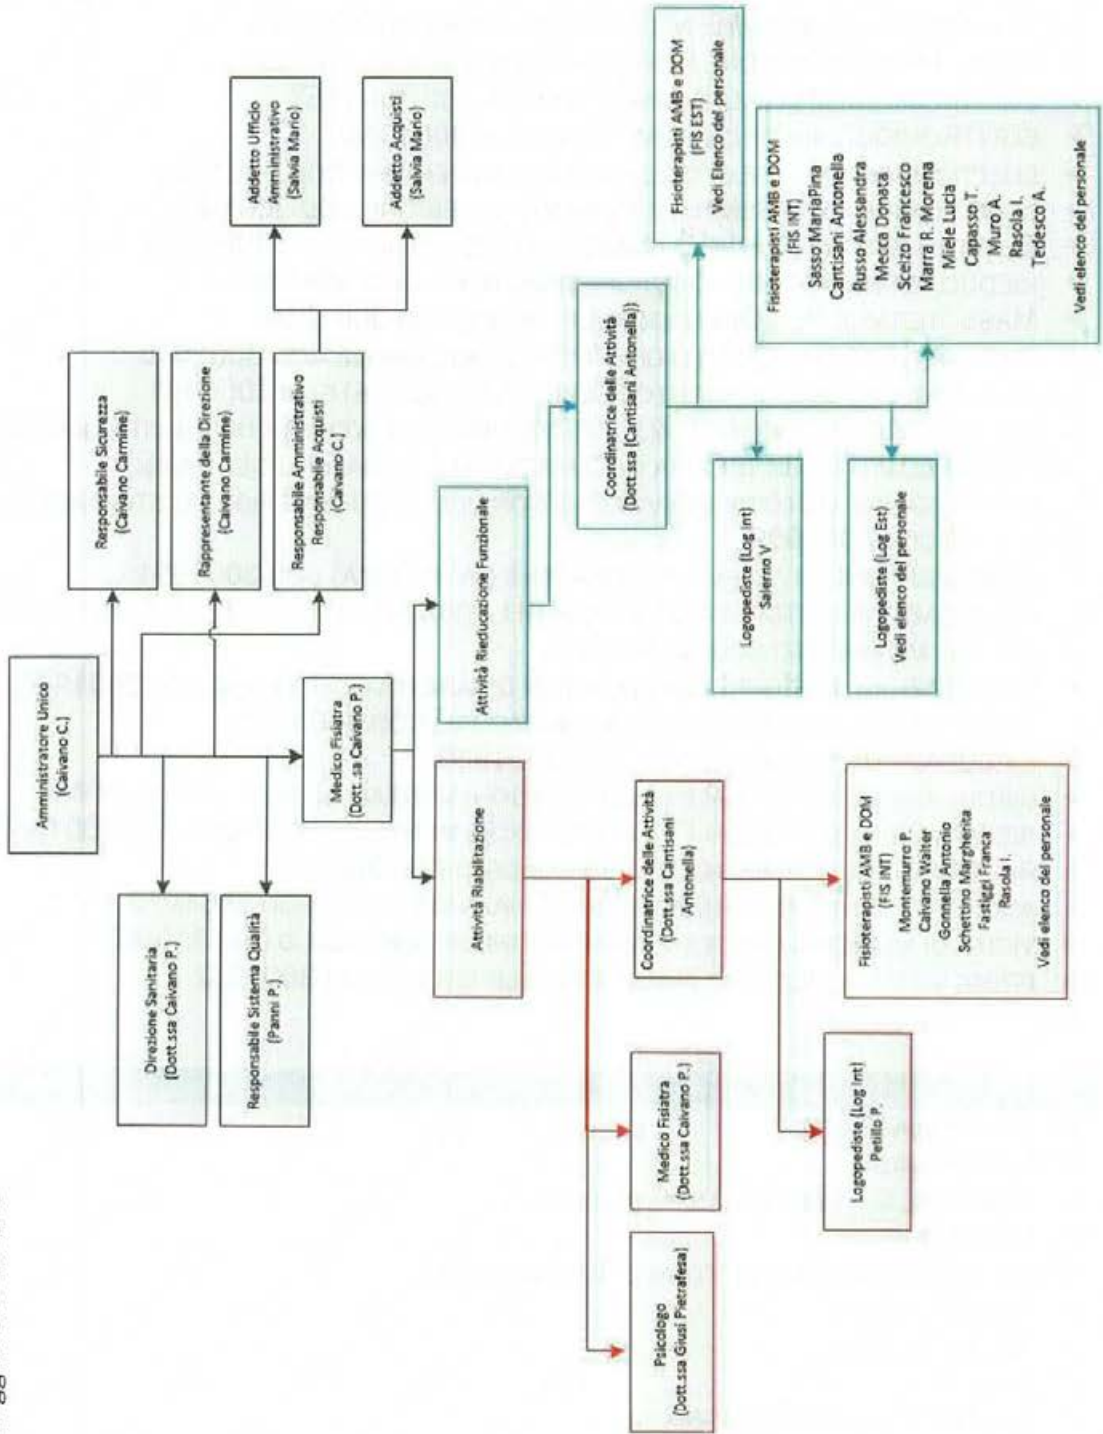 Amministratore Unico
(Caivano C.)
Direzione Sanitaria
(Dott.ssa Caivano P.)
Responsabile Sicurezza
(Caivano Carmine)
Responsabile Sistema Qualità
(Panni P.)
Rappresentante della Direzione
(Caivano Carmine)
Responsabile Amministrativo
Responsabile Acquisti
(Caivano C.)
Addetto Ufficio
Amministrativo
(Salvia Mario)
Addetto Acquisti
(Salvia Mario)
Medico Fisiatra
(Dott..ssa Caivano P.)
Attività Riabilitazione
Attività Rieducazione Funzionale
Psicologo
(Dott.ssa Giusi Pietrafesa)
Medico Fisiatra
(Dott.ssa Caivano P.)
Coordinatrice delle Attività
(Dott.ssa Cantisani
Antonella)
Coordinatrice delle Attività
(Dott.ssa (Cantisani Antonella))
Fisioterapisti AMB e DOM
(FIS EST)
Vedi Elenco del personale
Logopediste (Log Int)
Salerno V
Logopediste (Log Int)
Petillo P.
Fisioterapisti AMB e DOM
(FIS INT)
Montemurro P.
Caivano Walter
Gonnella Antonio
Schettino Margherita
Fastiggi Franca
Rasola I.
Vedi elenco del personale
Logopediste (Log Est)
Vedi elenco del personale
Fisioterapisti AMB e DOM
(FIS INT)
Sasso MariaPina
Cantisani Antonella
Russo Alessandra
Mecca Donata
Scelzo Francesco
Marra R. Morena
Miele Lucia
Capasso T.
Muro A.
Rasola I.
Tedesco A.
Vedi elenco del personale